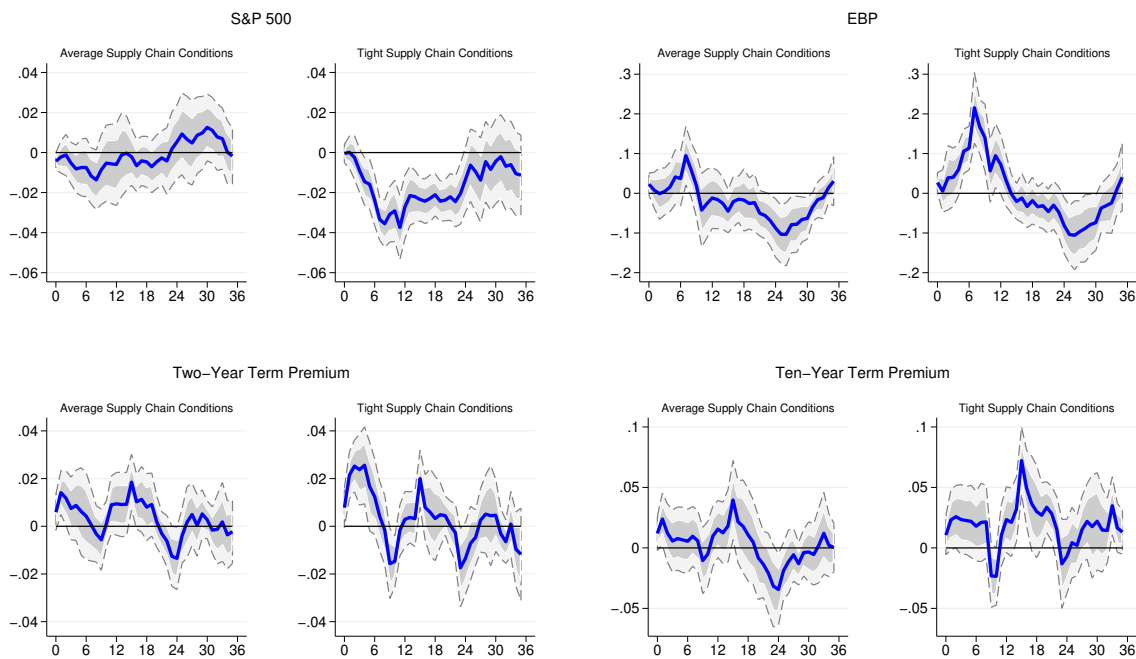 S&P 500
EBP
Average Supply Chain Conditions
Tight Supply Chain Conditions
Average Supply Chain Conditions
Tight Supply Chain Conditions
.04
.02
0
−.02
−.04
−.06
0 6 12 18 24 30 36
.04
.02
0
−.02
−.04
−.06
0 6 12 18 24 30 36
.3
.2
.1
0
−.1
−.2
0 6 12 18 24 30 36
.3
.2
.1
0
−.1
−.2
0 6 12 18 24 30 36
Two−Year Term Premium
Ten−Year Term Premium
Average Supply Chain Conditions
Tight Supply Chain Conditions
Average Supply Chain Conditions
Tight Supply Chain Conditions
.04
.02
0
−.02
−.04
0 6 12 18 24 30 36
.04
.02
0
−.02
−.04
0 6 12 18 24 30 36
.1
.05
0
−.05
0 6 12 18 24 30 36
.1
.05
0
−.05
0 6 12 18 24 30 36